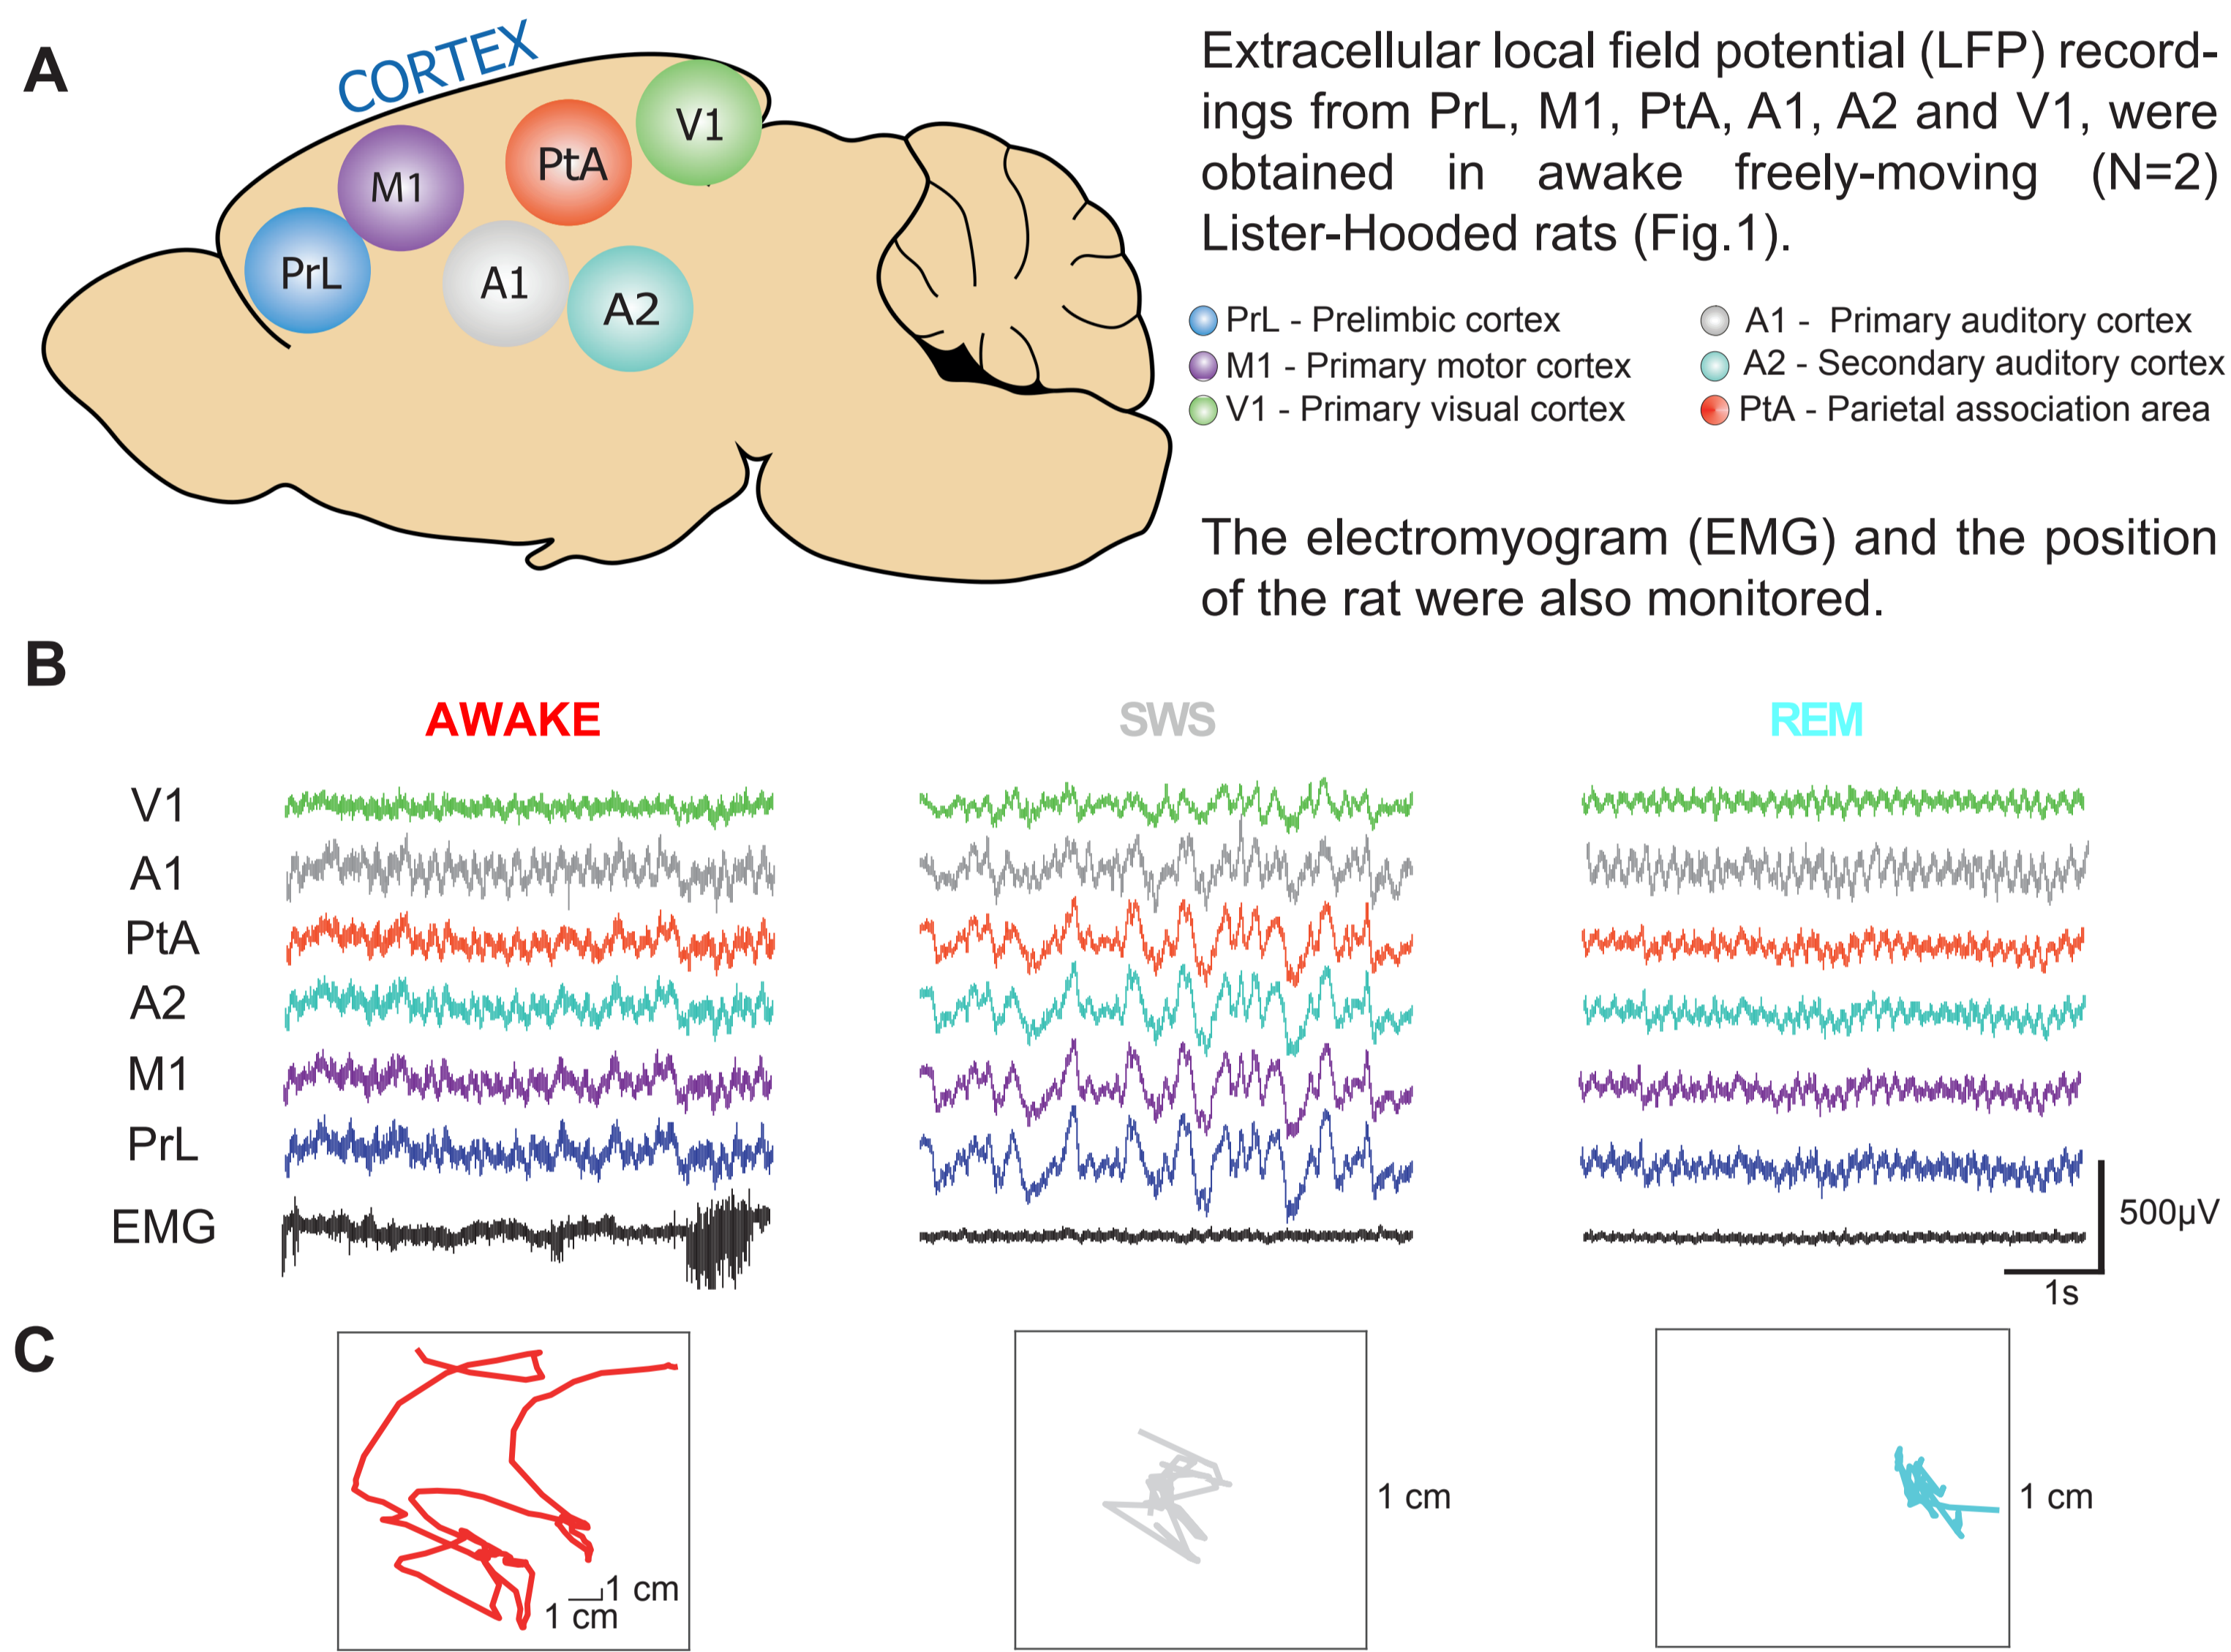 A
CORTEX
V1
PtA
M1
PrL
A1
A2
Extracellular local field potential (LFP) record-
ings from PrL, M1, PtA, A1, A2 and V1, were
obtained in awake freely-moving (N=2)
Lister-Hooded rats (Fig.1).
PrL - Prelimbic cortex
A1 - Primary auditory cortex
M1 - Primary motor cortex
A2 - Secondary auditory cortex
V1 - Primary visual cortex
PtA - Parietal association area
The electromyogram (EMG) and the position
of the rat were also monitored.
B
AWAKE
SWS
REM
V1
A1
PtA
A2
M1
PrL
EMG
500µV
1s
C
1 cm
1 cm
1 cm
1 cm